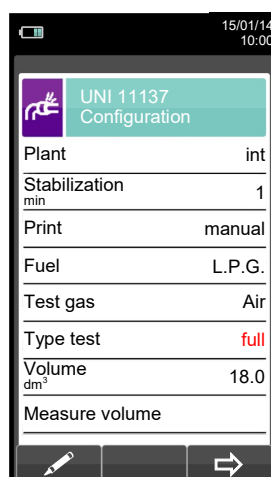 15/01/14
10:00
UNI 11137
Configuration
Plant int
Stabilization 1
min
Print manual
Fuel L.P.G.
Test gas Air
Type test full
Volume 18.0
dm³
Measure volume